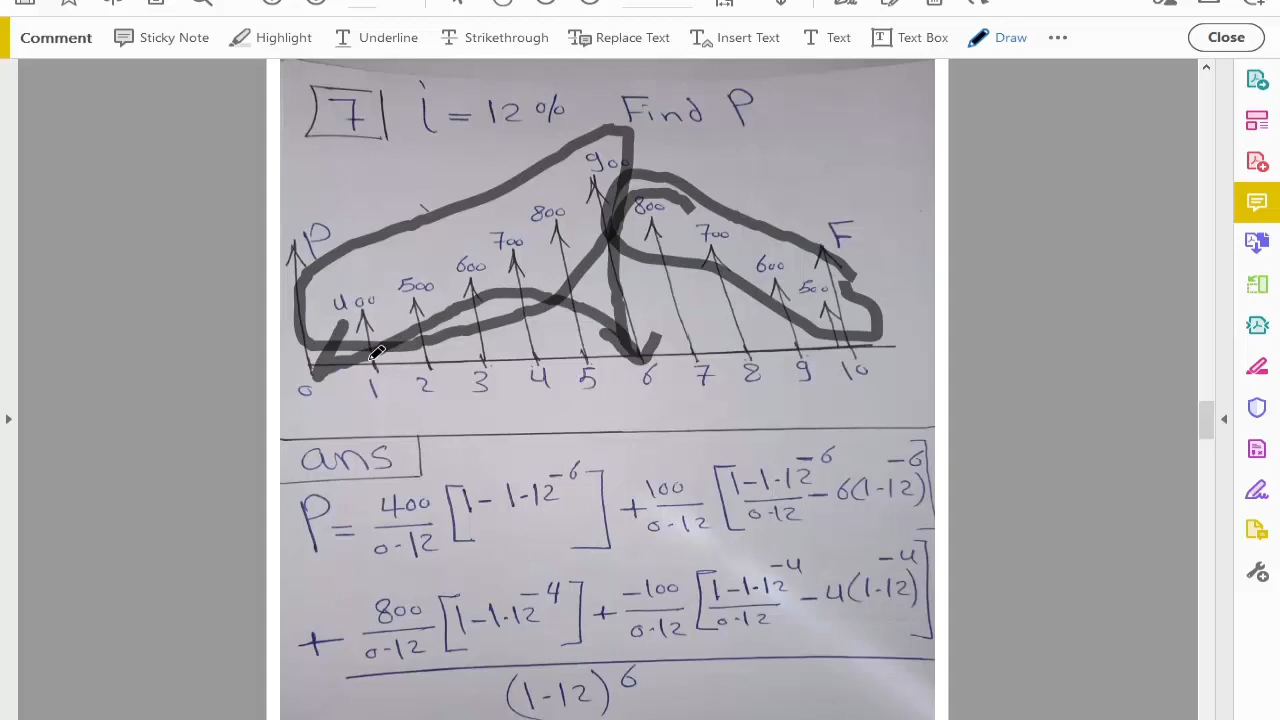 Comment Sticky Note Highlight Underline Strikethrough Replace Text Insert Text Text Text Box Draw Close
7 i = 12 % Find P
900
800 800
P 700 700 F
600 600
400 500 500
0 1 2 3 4 5 6 7 8 9 10
ans
P = 400/0.12 [1 - 1.12^-6] + 100/0.12 [1-1.12^-6/0.12 - 6(1.12)^-6]
+ 800/0.12 [1-1.12^-4] + -100/0.12 [1-1.12^-4/0.12 - 4(1.12)^-4]
(1.12)^6